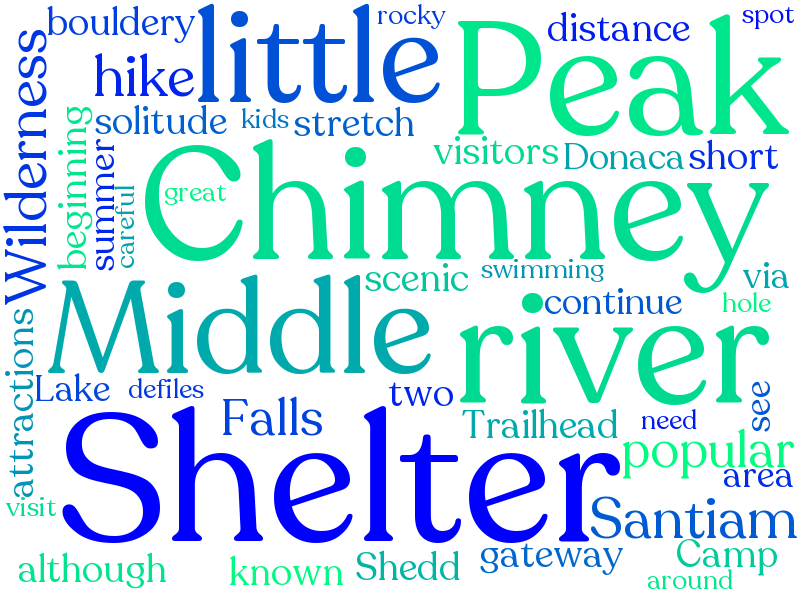 bouldery
rocky
spot
little
Peak
distance
hike
Wilderness
solitude
kids
stretch
visitors
Donaca
short
beginning
summer
careful
great
Chimney
scenic
swimming
via
Middle
river
continue
hole
attractions
Lake
defiles
two
see
Falls
Trailhead
need
popular
area
Shelter
visit
Santiam
although
known
Shedd
gateway
Camp
around